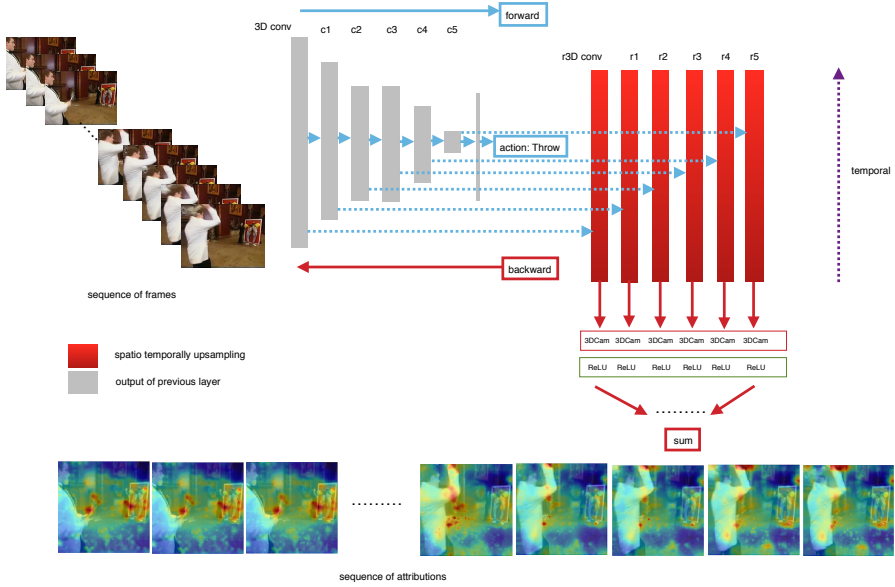 forward
3D conv c1 c2 c3 c4 c5
r3D conv r1 r2 r3 r4 r5
action: Throw
temporal
backward
sequence of frames
3DCam 3DCam 3DCam 3DCam 3DCam 3DCam
spatio temporally upsampling
ReLU ReLU ReLU ReLU ReLU ReLU
output of previous layer
sum
sequence of attributions